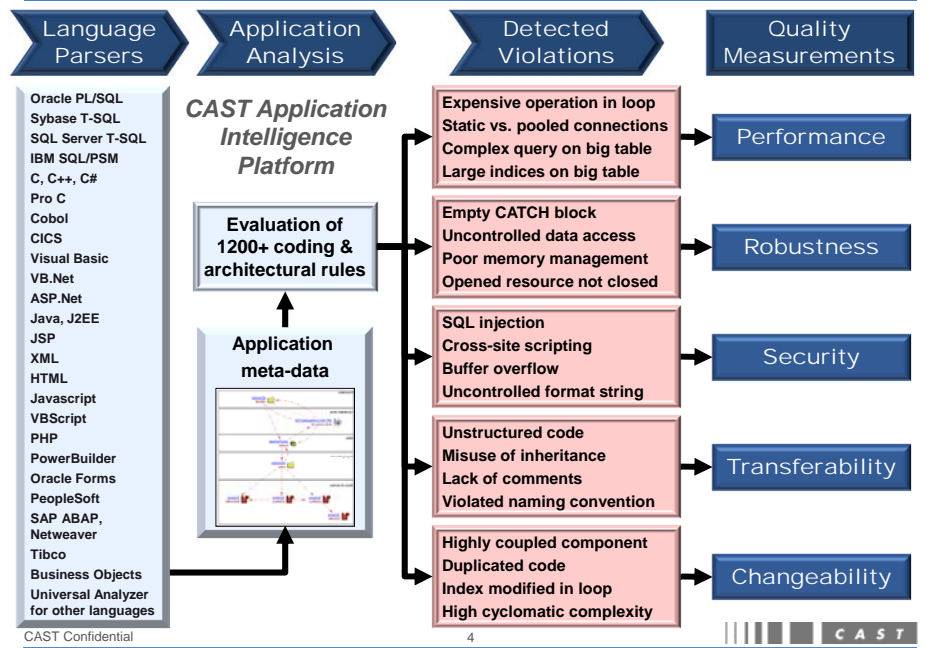 Language
Parsers
Application
Analysis
Detected
Violations
Quality
Measurements
Oracle PL/SQL
Sybase T-SQL
SQL Server T-SQL
IBM SQL/PSM
C, C++, C#
Pro C
Cobol
CICS
Visual Basic
VB.Net
ASP.Net
Java, J2EE
JSP
XML
HTML
Javascript
VBScript
PHP
PowerBuilder
Oracle Forms
PeopleSoft
SAP ABAP,
Netweaver
Tibco
Business Objects
Universal Analyzer
for other languages
CAST Application
Intelligence
Platform
Evaluation of
1200+ coding &
architectural rules
Application
meta-data
Expensive operation in loop
Static vs. pooled connections
Complex query on big table
Large indices on big table
Performance
Empty CATCH block
Uncontrolled data access
Poor memory management
Opened resource not closed
Robustness
SQL injection
Cross-site scripting
Buffer overflow
Uncontrolled format string
Security
Unstructured code
Misuse of inheritance
Lack of comments
Violated naming convention
Transferability
Highly coupled component
Duplicated code
Index modified in loop
High cyclomatic complexity
Changeability
CAST Confidential
4
CAST